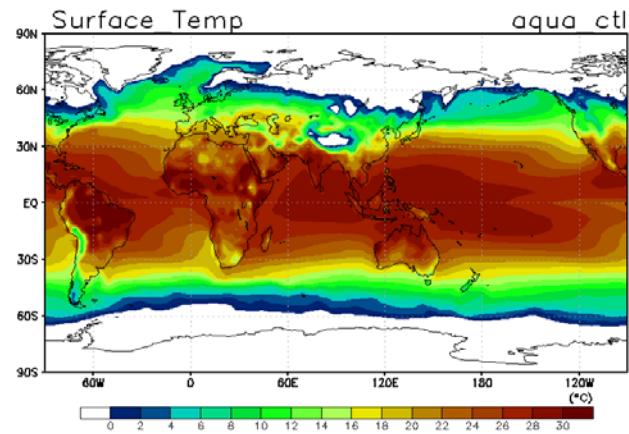 Surface_Temp aqua_ctl
90N
60N
30N
EQ
30S
60S
90S
60W 0 60E 120E 180 120W
(°C)
0 2 4 6 8 10 12 14 16 18 20 22 24 26 28 30